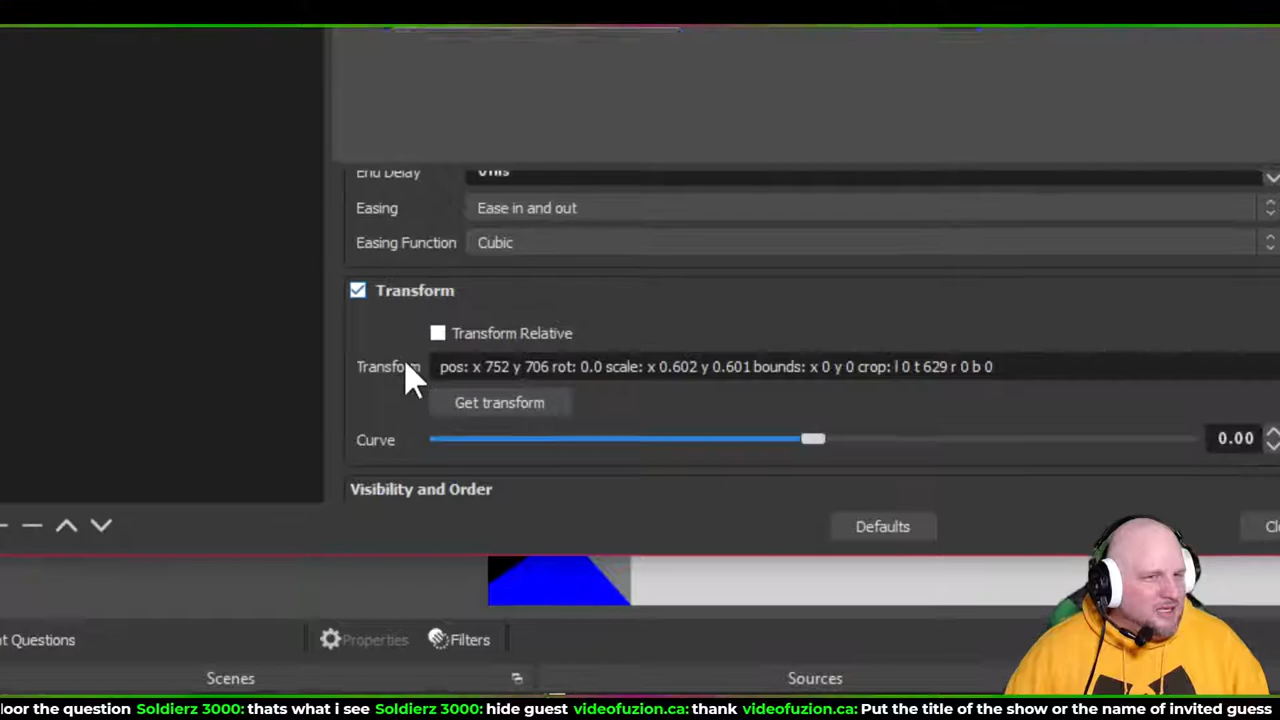 End Delay
Easing Ease in and out
Easing Function Cubic
Transform
Transform Relative
Transform pos: x 752 y 706 rot: 0.0 scale: x 0.602 y 0.601 bounds: x 0 y 0 crop: l 0 t 629 r 0 b 0
Get transform
Curve 0.00
Visibility and Order
Defaults
t Questions Properties Filters
Scenes Sources
loor the question Soldierz 3000: thats what i see Soldierz 3000: hide guest videofuzion.ca: thank videofuzion.ca: Put the title of the show or the name of invited guess